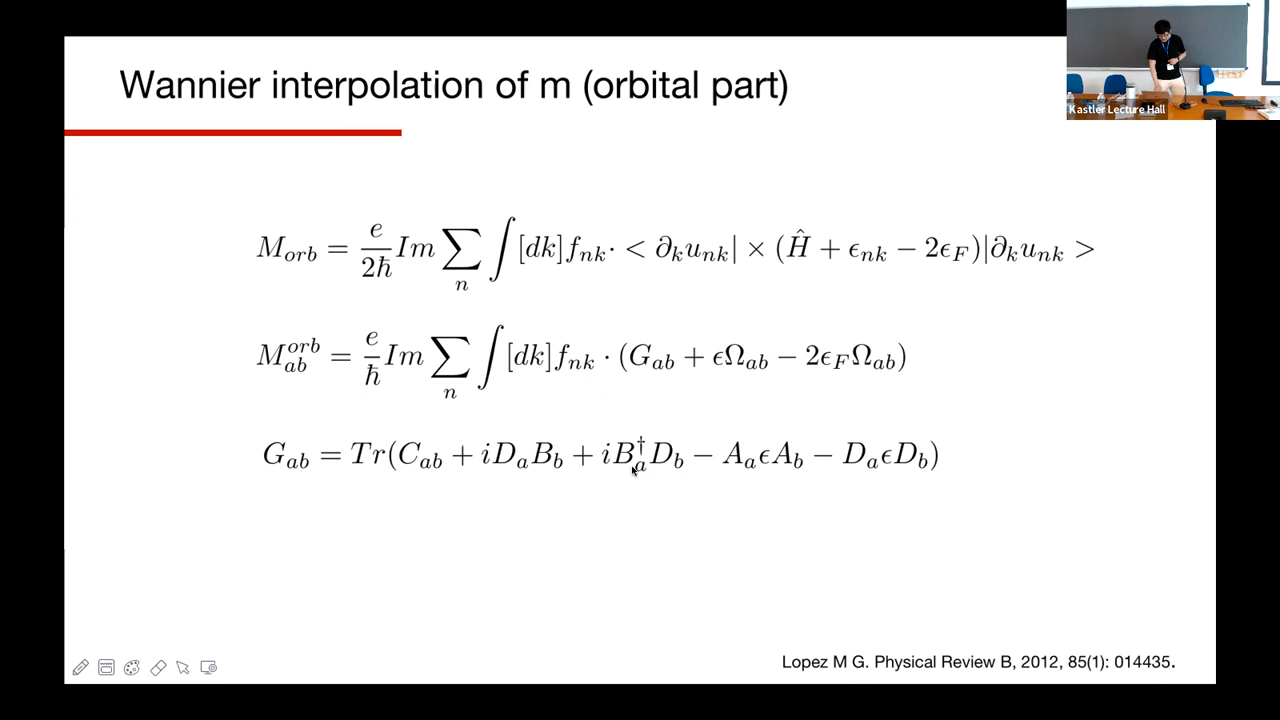 Wannier interpolation of m (orbital part)
Kastler Lecture Hall
M_{orb} = \frac{e}{2\hbar} Im \sum_n \int [dk] f_{nk} \cdot < \partial_k u_{nk} | \times (\hat{H} + \epsilon_{nk} - 2\epsilon_F) | \partial_k u_{nk} >
M_{ab}^{orb} = \frac{e}{\hbar} Im \sum_n \int [dk] f_{nk} \cdot (G_{ab} + \epsilon\Omega_{ab} - 2\epsilon_F \Omega_{ab})
G_{ab} = Tr(C_{ab} + iD_a B_b + iB_a^\dagger D_b - A_a \epsilon A_b - D_a \epsilon D_b)
Lopez M G. Physical Review B, 2012, 85(1): 014435.